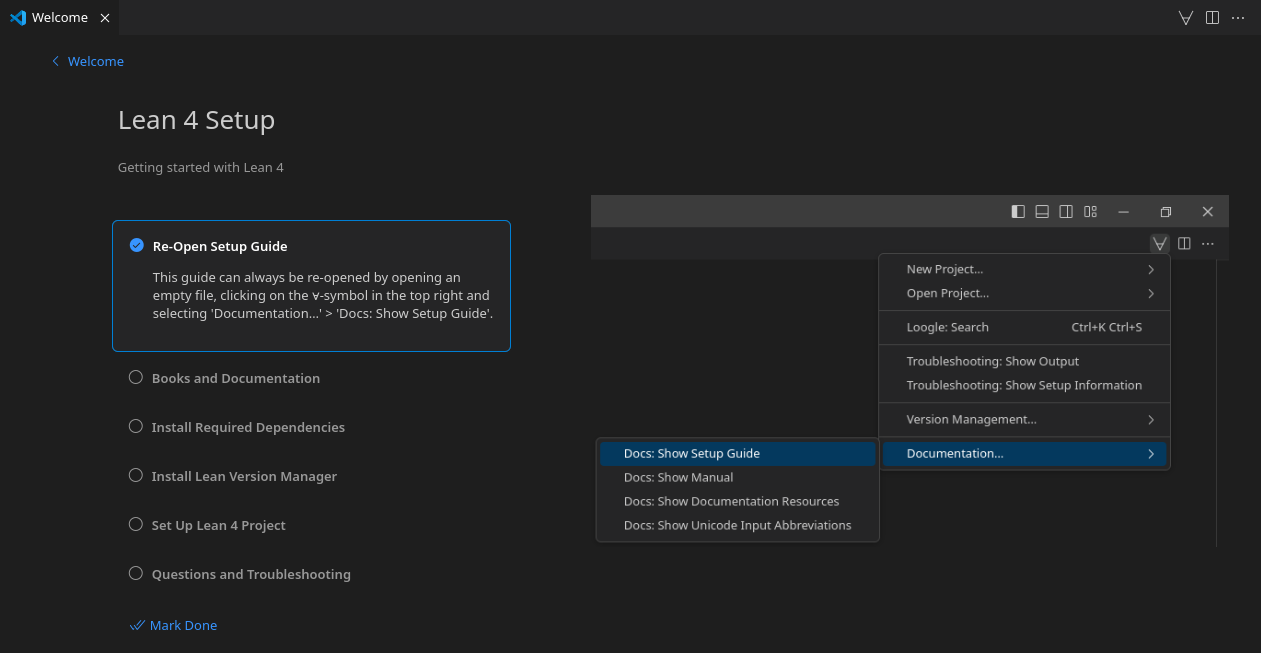 Welcome
Welcome
Lean 4 Setup
Getting started with Lean 4
Re-Open Setup Guide
This guide can always be re-opened by opening an
empty file, clicking on the ∀-symbol in the top right and
selecting 'Documentation…' > 'Docs: Show Setup Guide'.
Books and Documentation
Install Required Dependencies
Install Lean Version Manager
Set Up Lean 4 Project
Questions and Troubleshooting
Mark Done
New Project...
Open Project...
Loogle: Search Ctrl+K Ctrl+S
Troubleshooting: Show Output
Troubleshooting: Show Setup Information
Version Management...
Documentation...
Docs: Show Setup Guide
Docs: Show Manual
Docs: Show Documentation Resources
Docs: Show Unicode Input Abbreviations